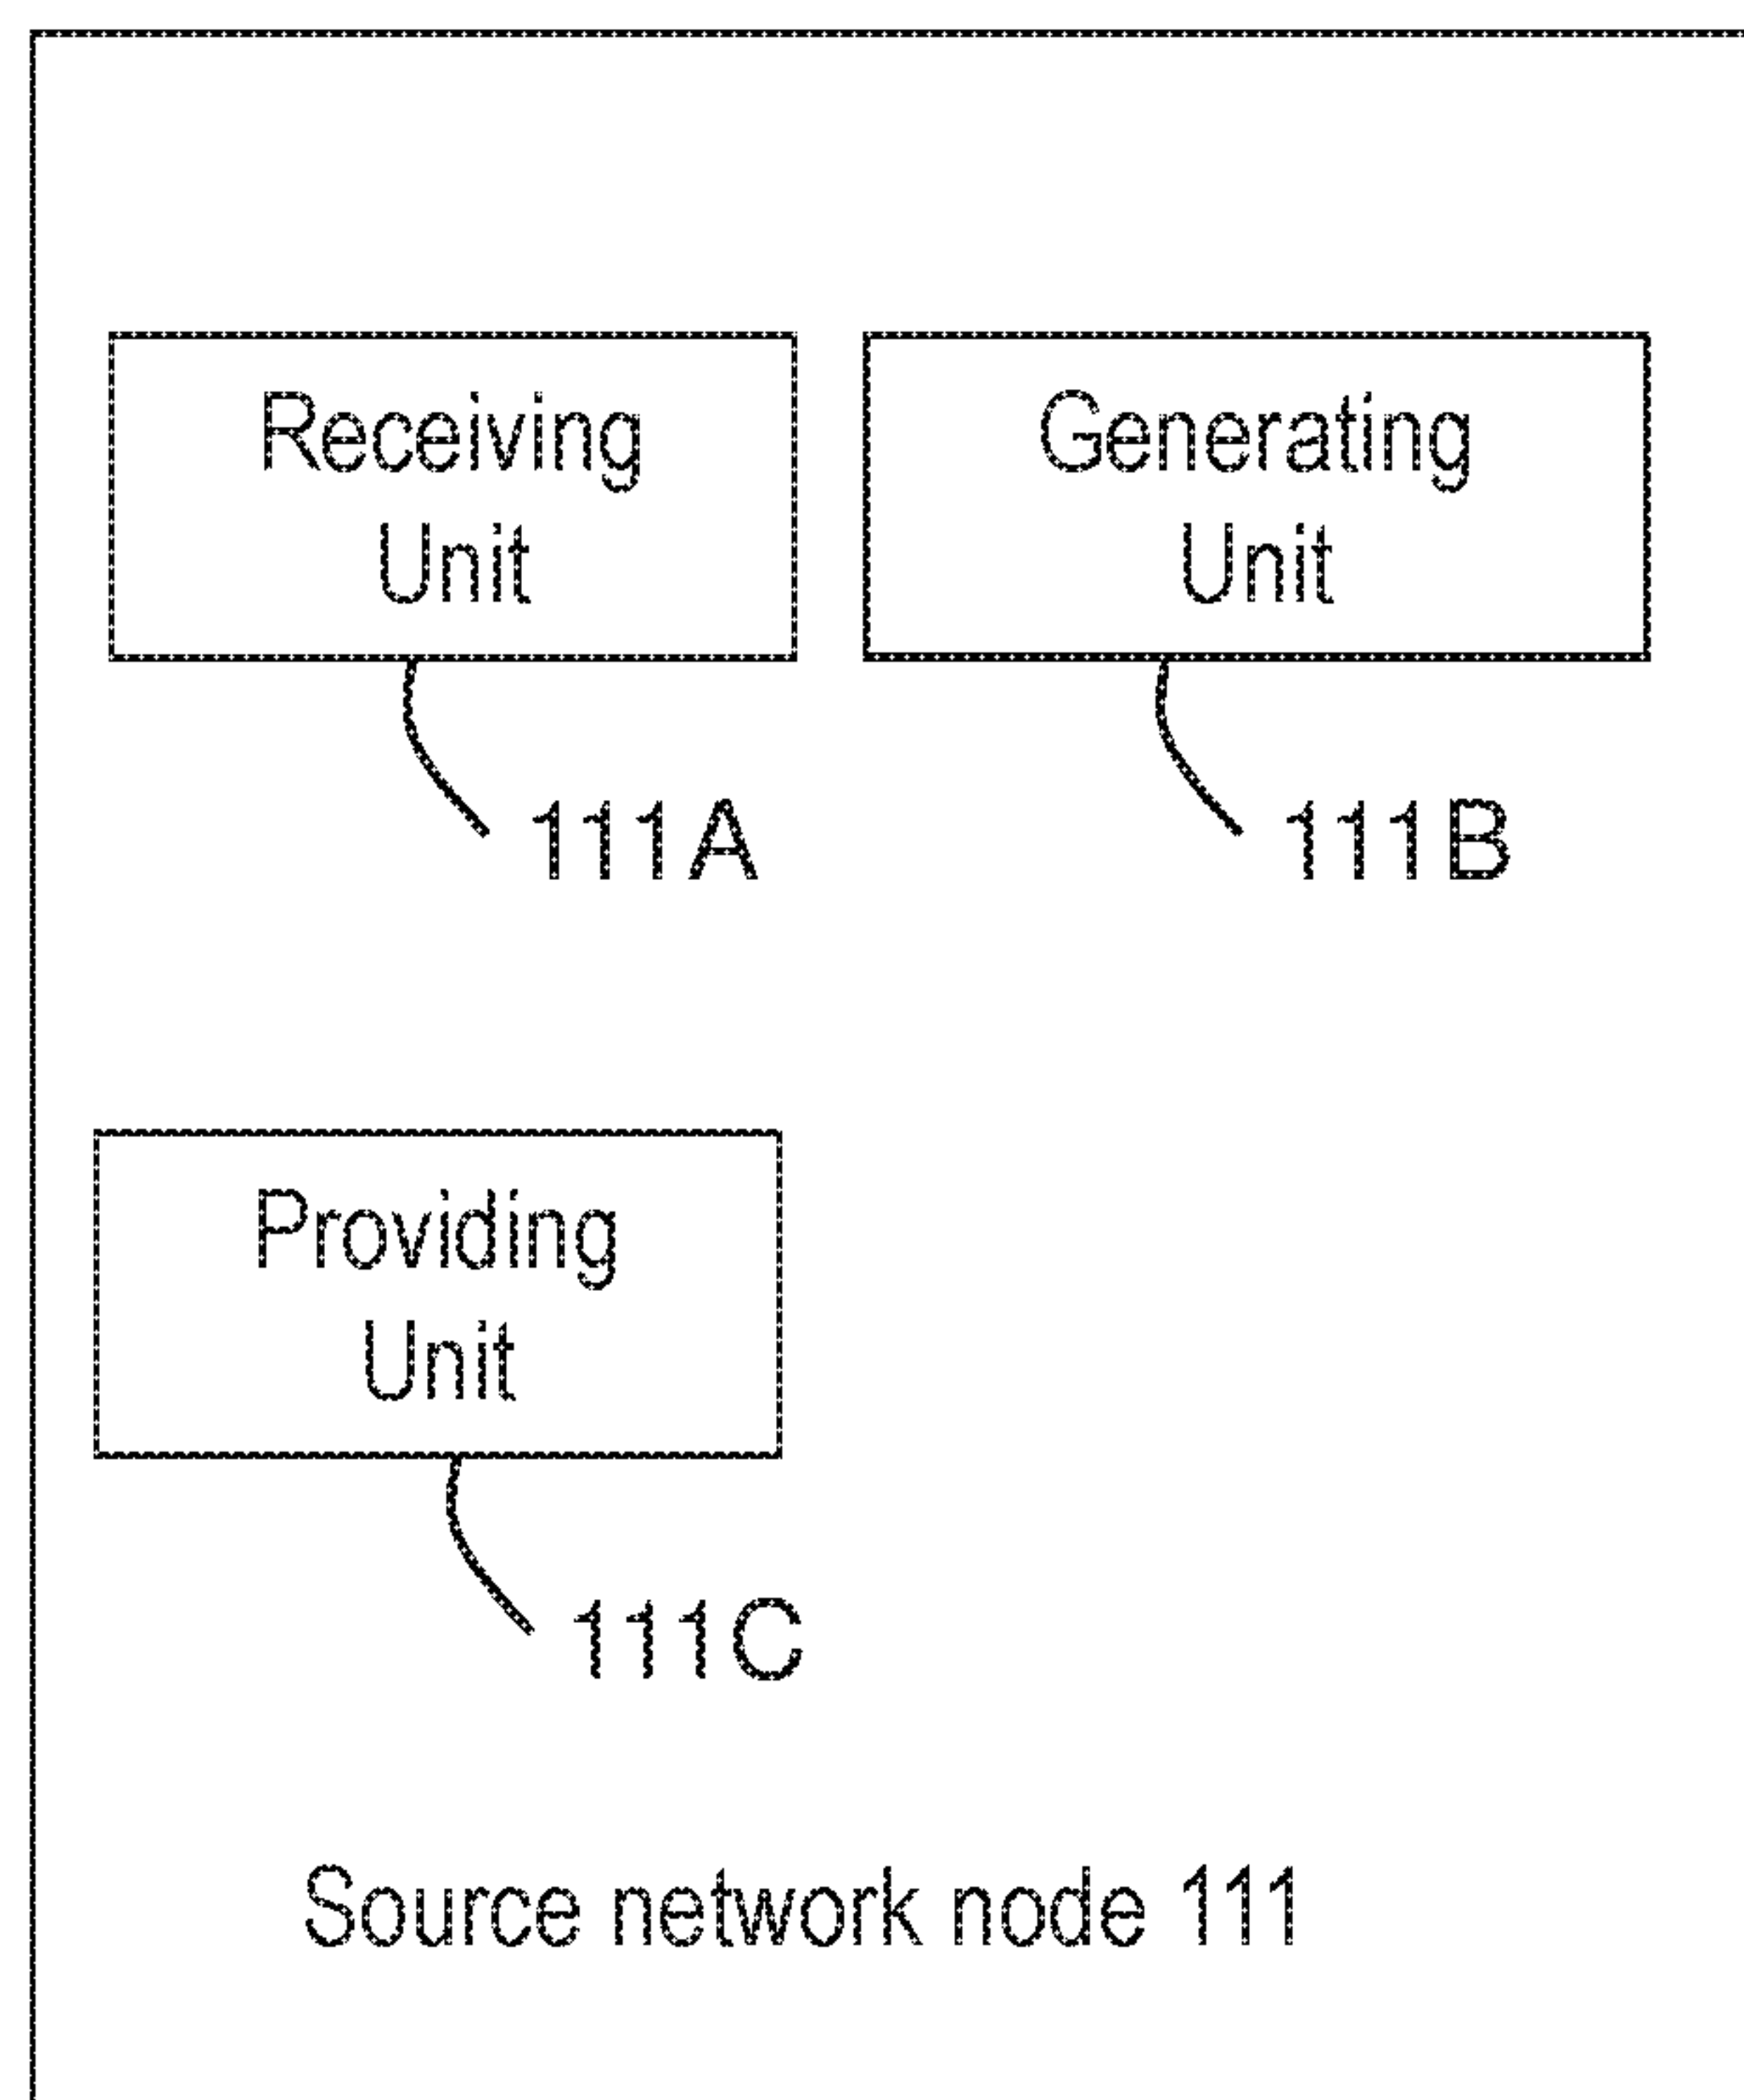 Receiving
Unit
Generating
Unit
111A
111B
Providing
Unit
111C
Source network node 111